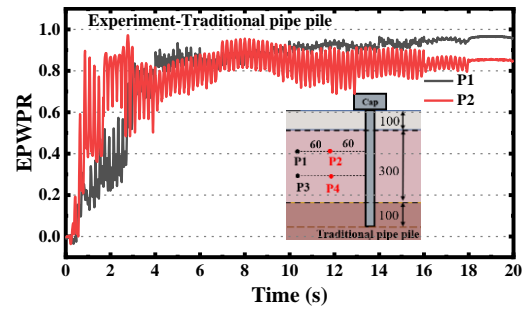 Experiment-Traditional pipe pile
EPWPR
1.0
0.8
0.6
0.4
0.2
0.0
P1
P2
Cap
100
60 60
P1 P2
300
P3 P4
100
Traditional pipe pile
0 2 4 6 8 10 12 14 16 18 20
Time (s)